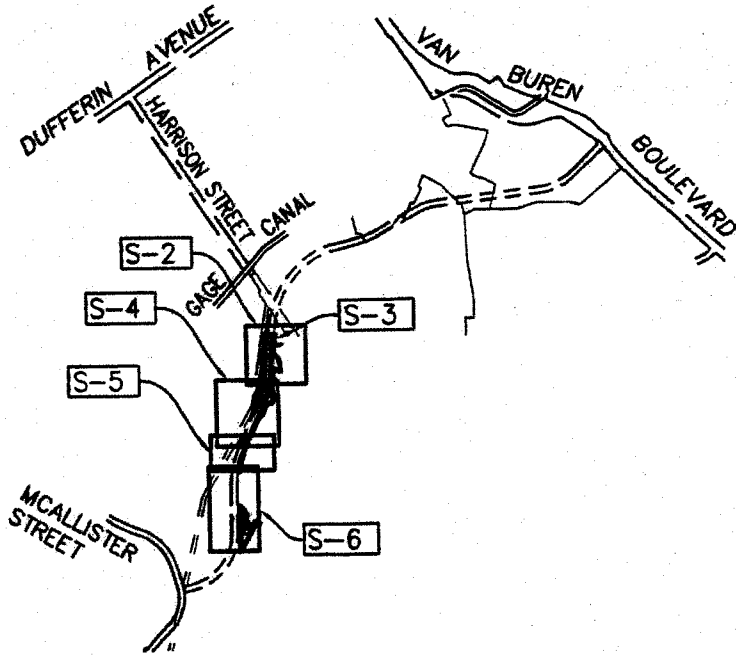 DUFFERIN AVENUE
HARRISON STREET
VAN BUREN BOULEVARD
GAGE CANAL
S-2
S-3
S-4
S-5
S-6
MCALLISTER
STREET